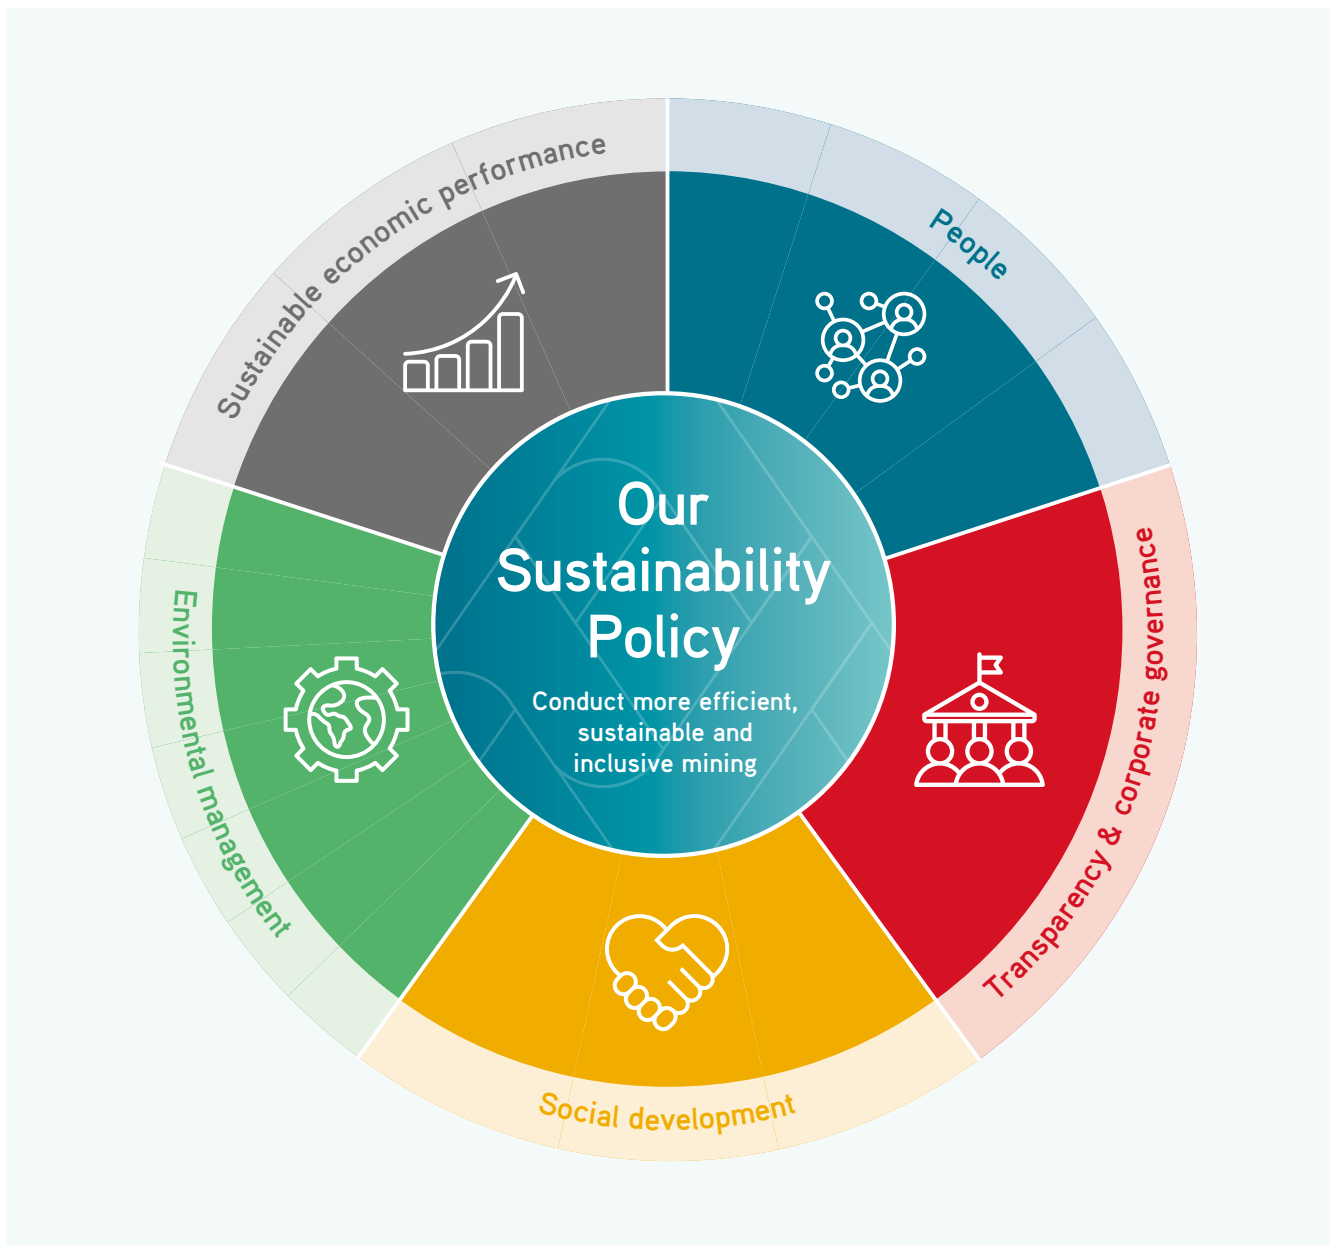 Our
Sustainability
Policy
Conduct more efficient,
sustainable and
inclusive mining
People
Transparency & corporate governance
Social development
Environmental management
Sustainable economic performance